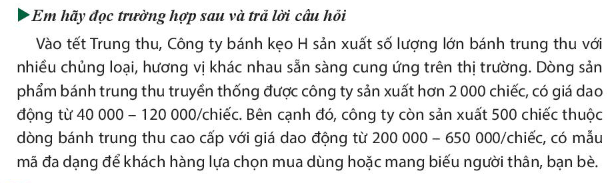 ▶Em hãy đọc trường hợp sau và trả lời câu hỏi
Vào tết Trung thu, Công ty bánh kẹo H sản xuất số lượng lớn bánh trung thu với
nhiều chủng loại, hương vị khác nhau sẵn sàng cung ứng trên thị trường. Dòng sản
phẩm bánh trung thu truyền thống được công ty sản xuất hơn 2 000 chiếc, có giá dao
động từ 40 000 – 120 000/chiếc. Bên cạnh đó, công ty còn sản xuất 500 chiếc thuộc
dòng bánh trung thu cao cấp với giá dao động từ 200 000 – 650 000/chiếc, có mẫu
mã đa dạng để khách hàng lựa chọn mua dùng hoặc mang biếu người thân, bạn bè.